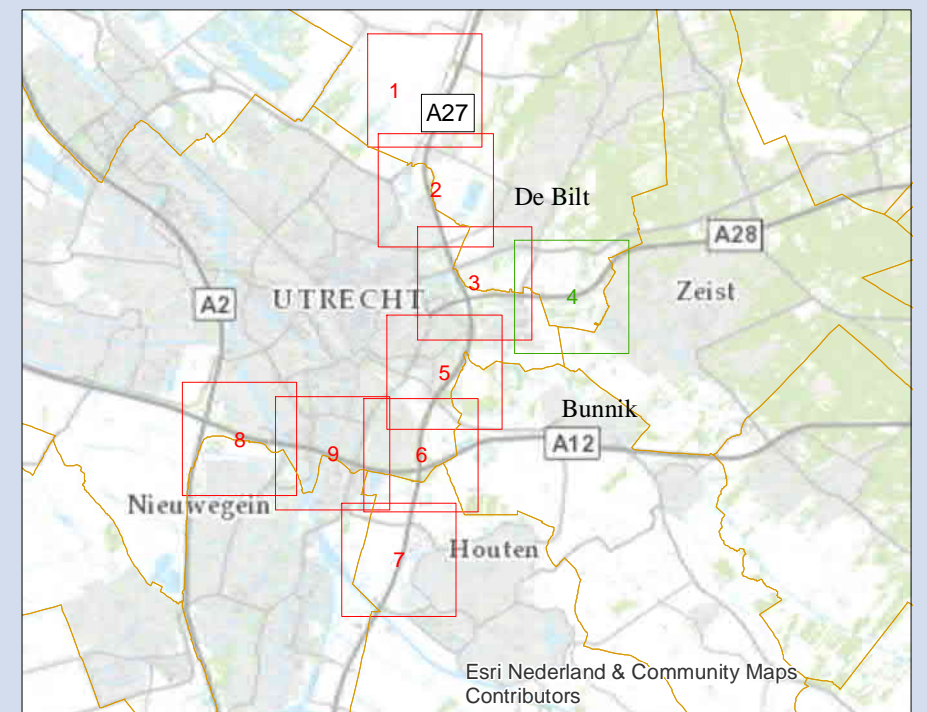 1
A27
2
De Bilt
A28
3
4
Zeist
UTRECHT
A2
5
Bunnik
8
9
6
A12
Nieuwegein
Houten
7
Esri Nederland & Community Maps
Contributors